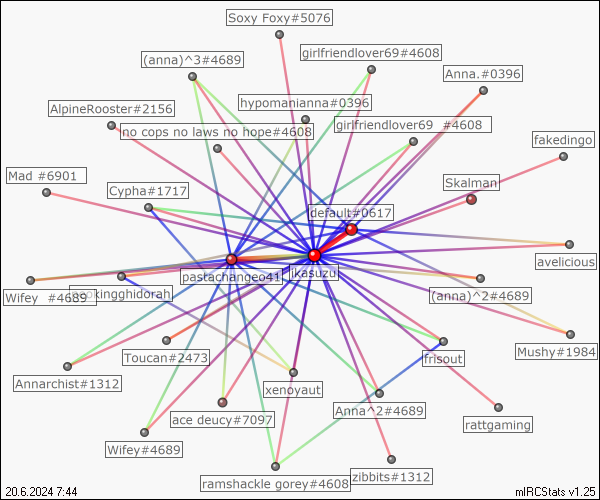 Soxy Foxy#5076
(anna)^3#4689
girlfriendlover69#4608
Anna.#0396
hypomanianna#0396
AlpineRooster#2156
no cops no laws no hope#4608
girlfriendlover69_#4608
fakedingo
Mad #6901
Cypha#1717
Skalman
default#0617
avelicious
pastachangeo41
ikasuzu
Wifey_#4689
kingghidorah
(anna)^2#4689
Toucan#2473
frisout
Mushy#1984
Annarchist#1312
xenoyaut
ace deucy#7097
Anna^2#4689
rattgaming
Wifey#4689
ramshackle gorey#4608
zibbits#1312
20.6.2024 7:44
mIRCStats v1.25